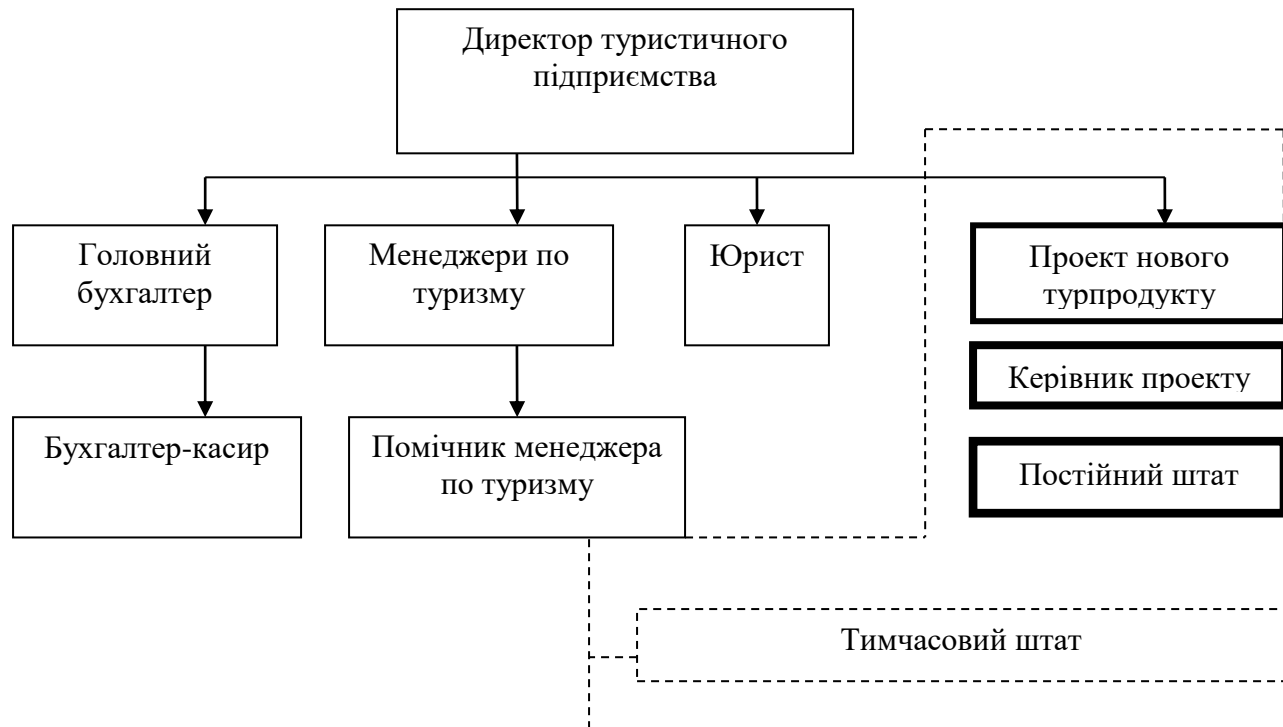 Директор туристичного
підприємства
Головний
бухгалтер
Менеджери по
туризму
Юрист
Проект нового
турпродукту
Керівник проекту
Бухгалтер-касир
Помічник менеджера
по туризму
Постійний штат
Тимчасовий штат